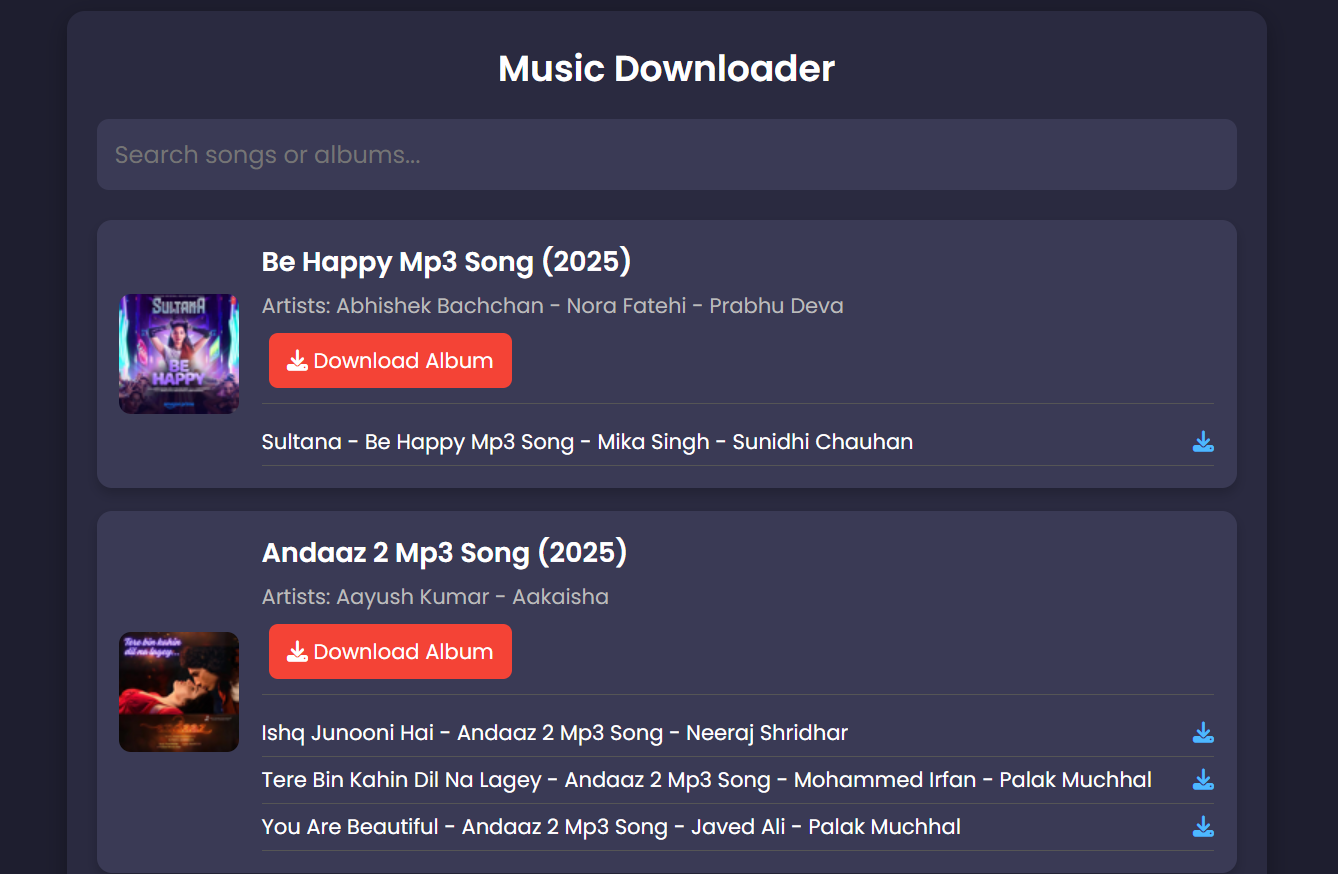 Music Downloader
Search songs or albums...
Be Happy Mp3 Song (2025)
Artists: Abhishek Bachchan - Nora Fatehi - Prabhu Deva
SULTANA
BE
HAPPY
Download Album
Sultana - Be Happy Mp3 Song - Mika Singh - Sunidhi Chauhan
Andaaz 2 Mp3 Song (2025)
Artists: Aayush Kumar - Aakaisha
Download Album
Tere bin kahin
dil na lagey...
Ishq Junooni Hai - Andaaz 2 Mp3 Song - Neeraj Shridhar
Tere Bin Kahin Dil Na Lagey - Andaaz 2 Mp3 Song - Mohammed Irfan - Palak Muchhal
You Are Beautiful - Andaaz 2 Mp3 Song - Javed Ali - Palak Muchhal